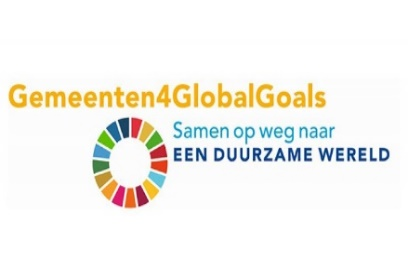 Gemeenten4GlobalGoals
Samen op weg naar
EEN DUURZAME WERELD